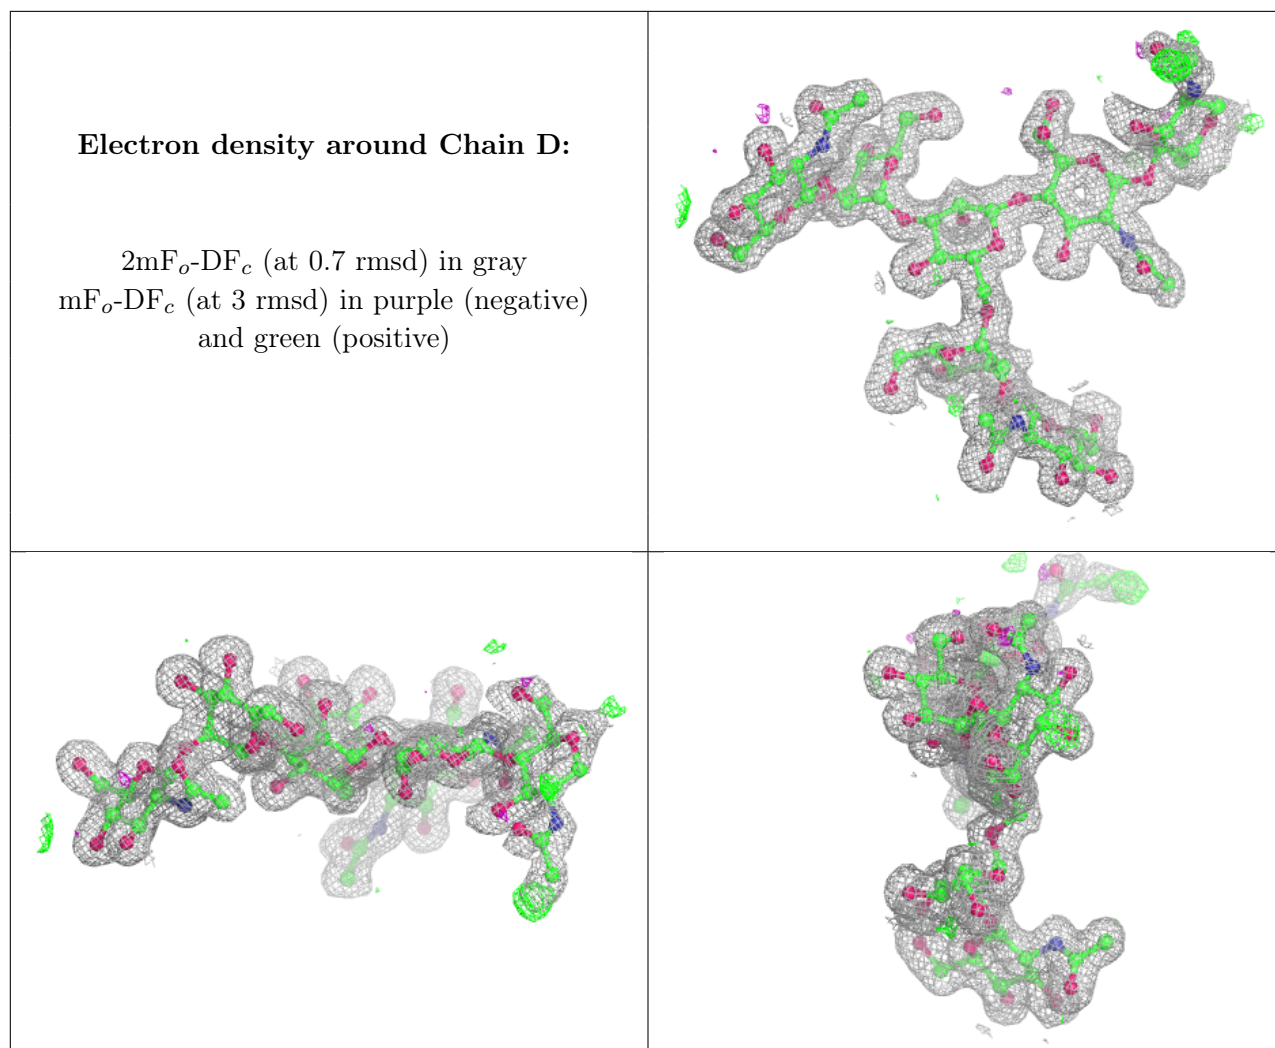 Electron density around Chain D:
2mFₒ-DF𝒸 (at 0.7 rmsd) in gray
mFₒ-DF𝒸 (at 3 rmsd) in purple (negative)
and green (positive)